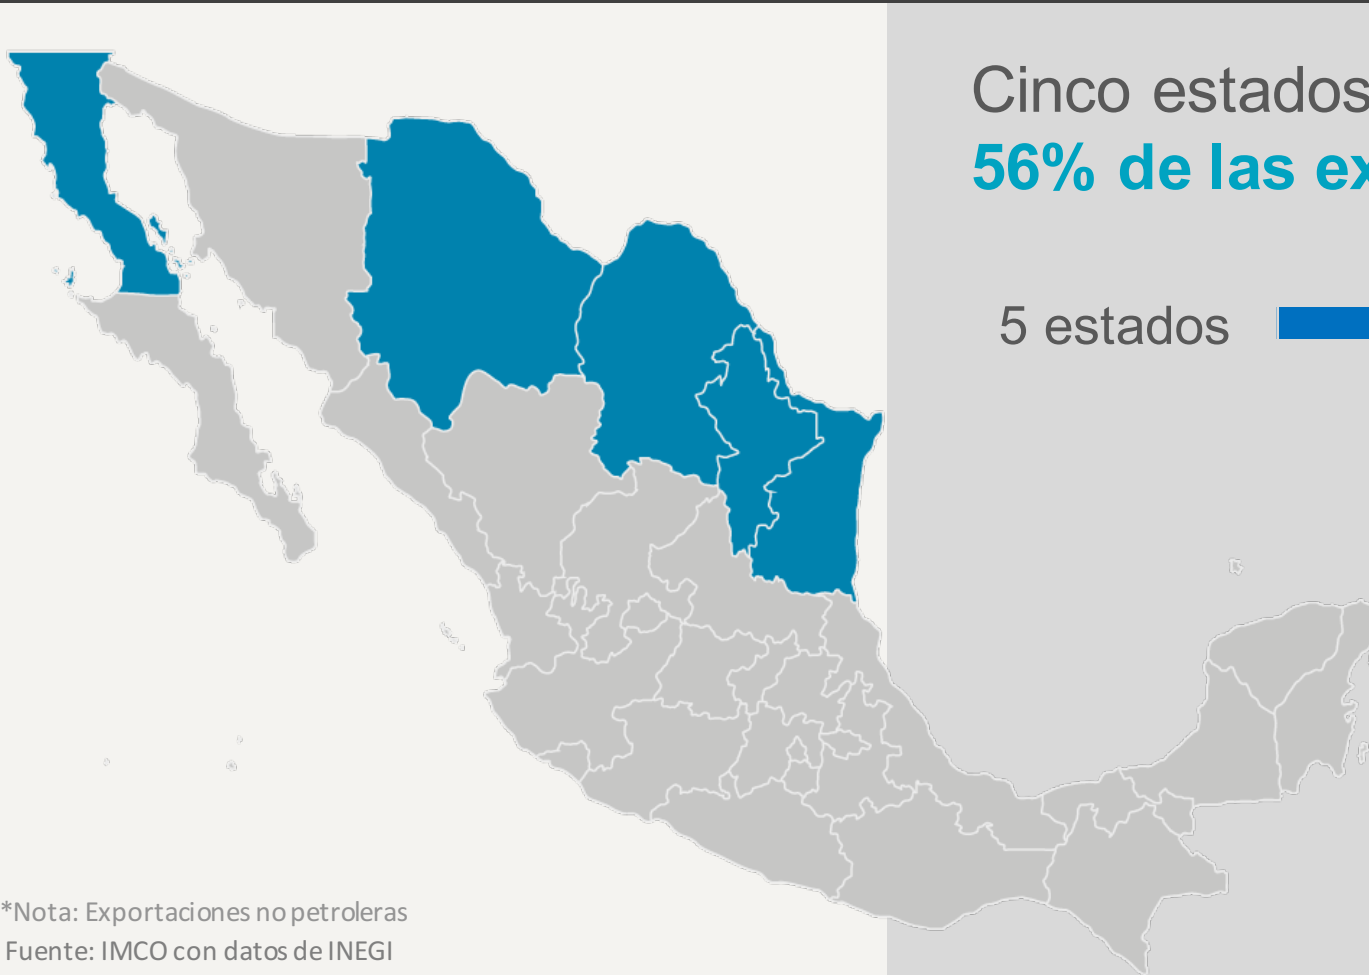 Cinco estados
56% de las
5 estados
*Nota: Exportaciones no petroleras
Fuente: IMCO con datos de INEGI